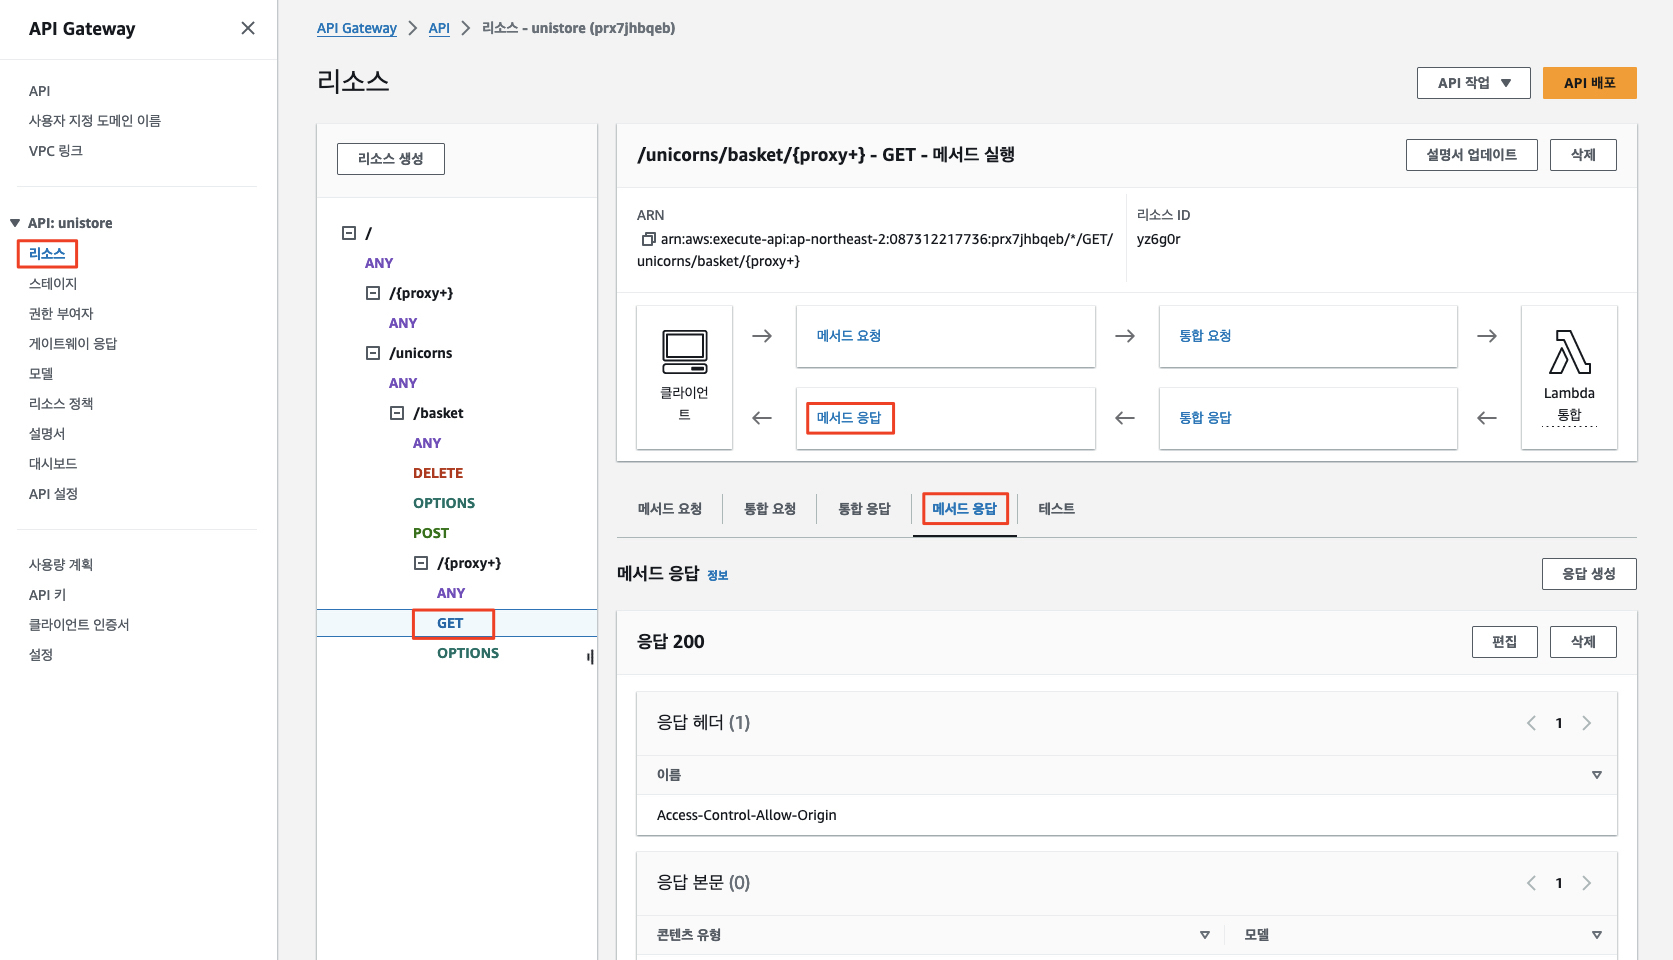 API Gateway
API
사용자 지정 도메인 이름
VPC 링크
API: unistore
리소스
스테이지
권한 부여자
게이트웨이 응답
모델
리소스 정책
설명서
대시보드
API 설정
사용량 계획
API 키
클라이언트 인증서
설정
API Gateway
API
리소스 - unistore (prx7jhbqeb)
리소스
API 작업
API 배포
리소스 생성
/
ANY
/{proxy+}
ANY
/unicorns
ANY
/basket
ANY
DELETE
OPTIONS
POST
/{proxy+}
ANY
GET
OPTIONS
/unicorns/basket/{proxy+} - GET - 메서드 실행
설명서 업데이트
삭제
ARN
arn:aws:execute-api:ap-northeast-2:087312217736:prx7jhbqeb/*/GET/
unicorns/basket/{proxy+}
리소스 ID
yz6g0r
클라이언
트
메서드 요청
통합 요청
메서드 응답
통합 응답
Lambda
통합
메서드 요청
통합 요청
통합 응답
메서드 응답
테스트
메서드 응답 정보
응답 생성
응답 200
편집
삭제
응답 헤더 (1)
1
이름
Access-Control-Allow-Origin
응답 본문 (0)
1
콘텐츠 유형
모델